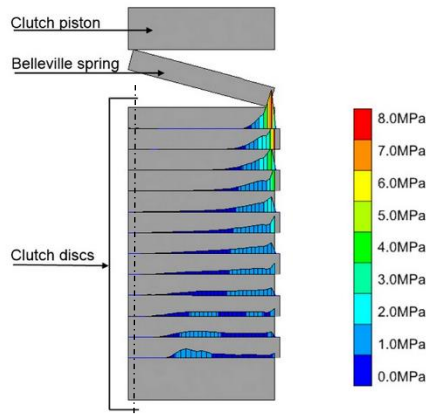 Clutch piston
Belleville spring
Clutch discs
8.0MPa
7.0MPa
6.0MPa
5.0MPa
4.0MPa
3.0MPa
2.0MPa
1.0MPa
0.0MPa